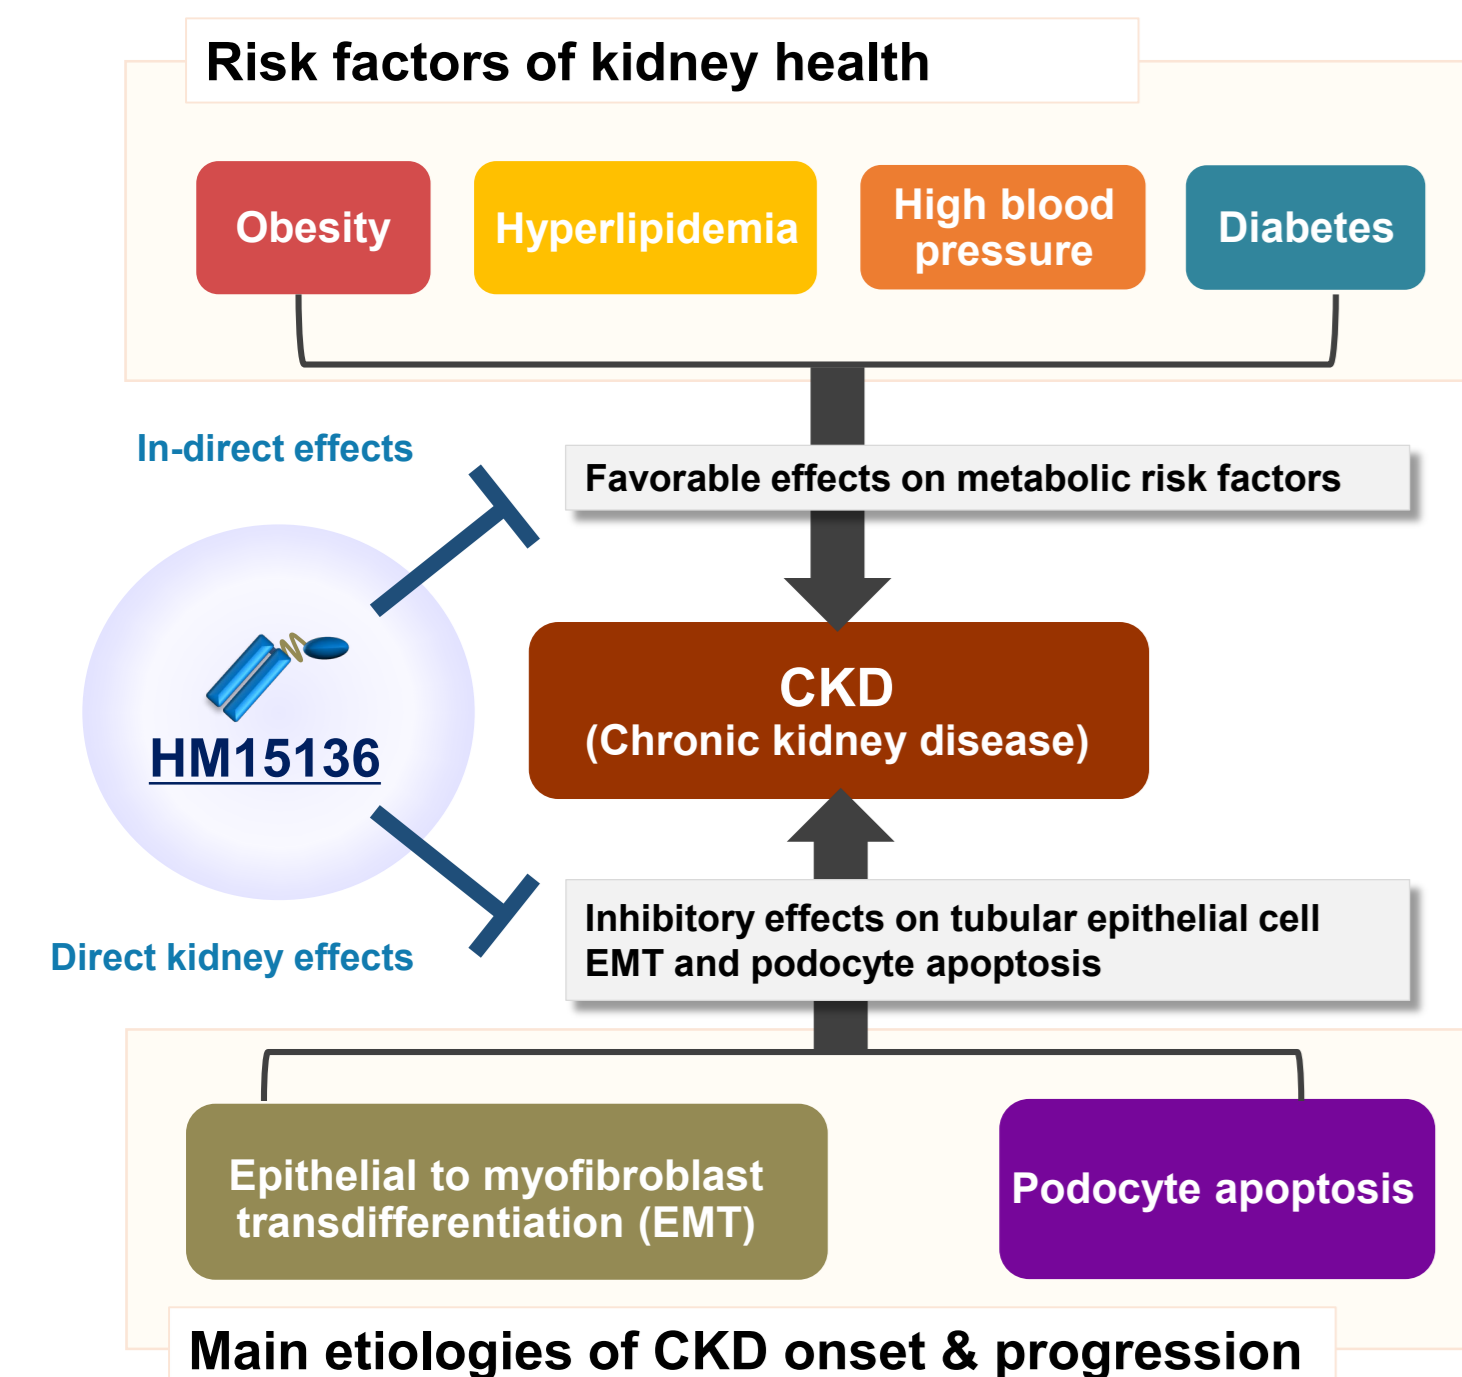 Risk factors of kidney health
Obesity
Hyperlipidemia
High blood
pressure
Diabetes
In-direct effects
Favorable effects on metabolic risk factors
HM15136
CKD
(Chronic kidney disease)
Direct kidney effects
Inhibitory effects on tubular epithelial cell
EMT and podocyte apoptosis
Epithelial to myofibroblast
transdifferentiation (EMT)
Podocyte apoptosis
Main etiologies of CKD onset & progression